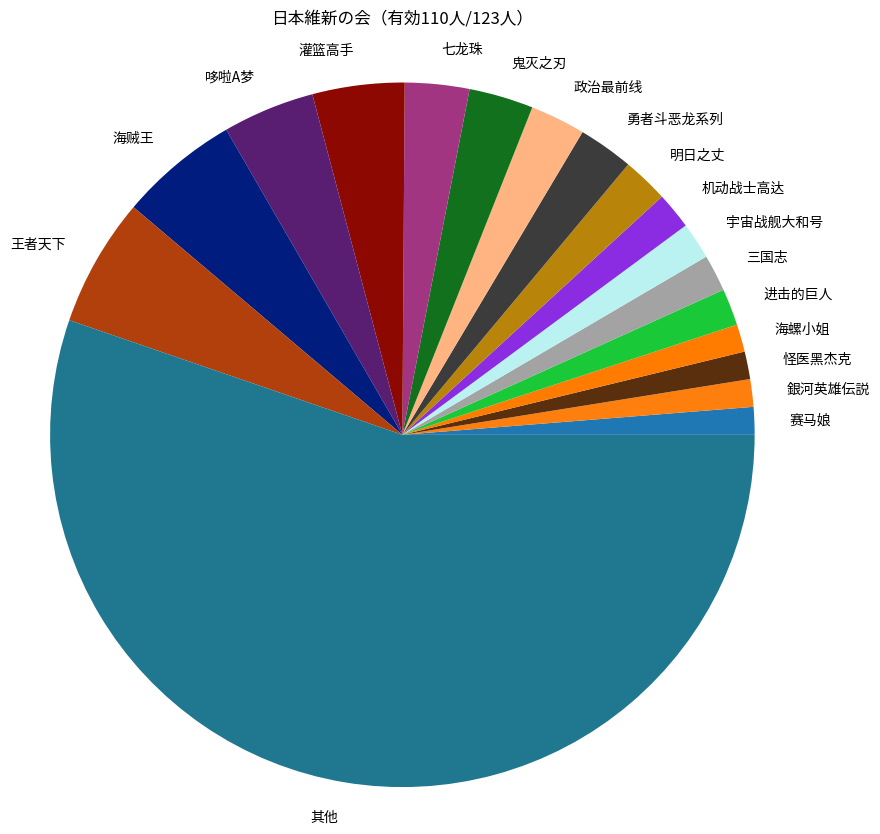 日本維新の会（有効110人/123人）
七龙珠
灌篮高手
鬼灭之刃
哆啦A梦
政治最前线
勇者斗恶龙系列
海贼王
明日之丈
机动战士高达
宇宙战舰大和号
王者天下
三国志
进击的巨人
海螺小姐
怪医黑杰克
銀河英雄伝説
赛马娘
其他